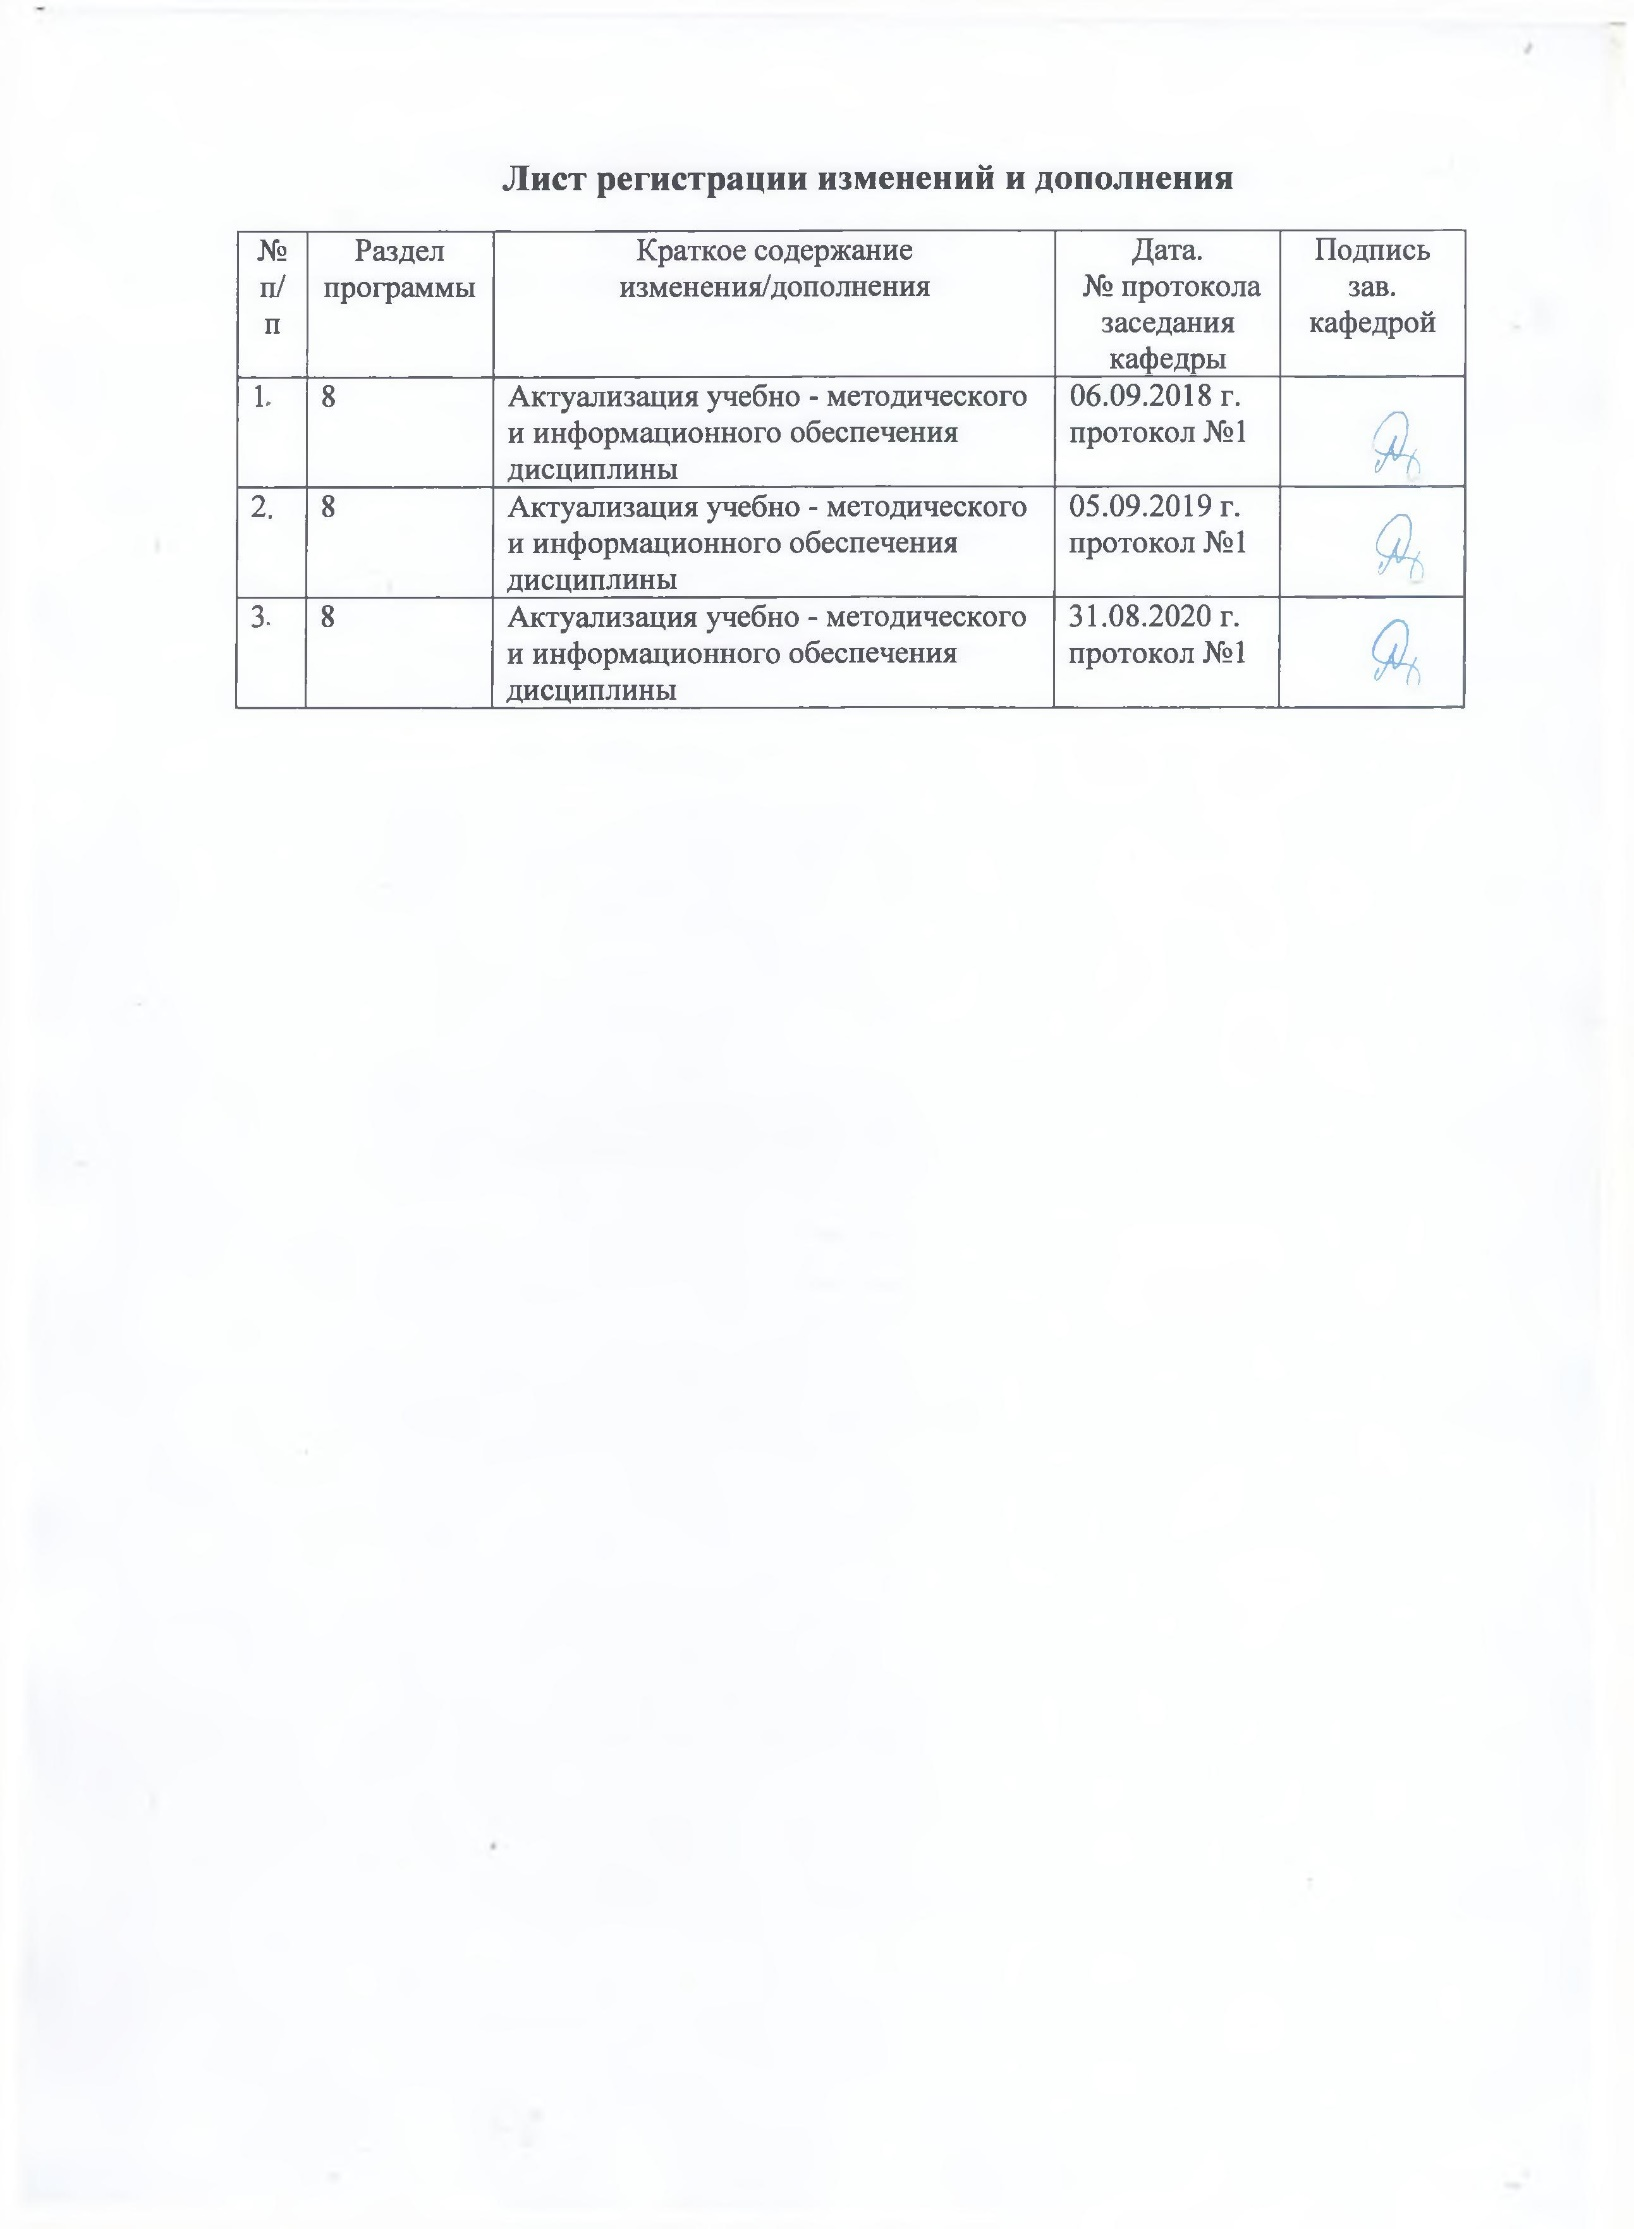 Лист регистрации изменений и дополнения
№ п/ п
Раздел программы
Краткое содержание изменения/дополнения
Дата. № протокола заседания кафедры
Подпись зав. кафедрой
1.
8
Актуализация учебно - методического
и информационного обеспечения
дисциплины
06.09.2018 г.
протокол №1
2.
8
Актуализация учебно - методического
и информационного обеспечения
дисциплины
05.09.2019 г.
протокол №1
3.
8
Актуализация учебно - методического
и информационного обеспечения
дисциплины
31.08.2020 г.
протокол №1